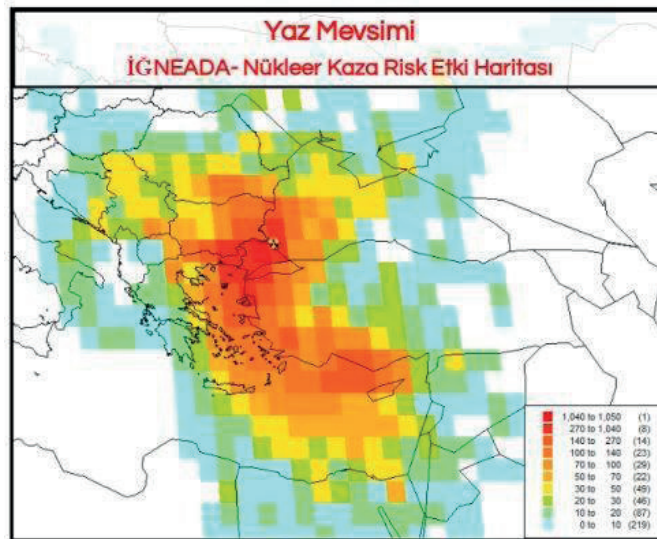 Yaz Mevsimi
İĞNEADA- Nükleer Kaza Risk Etki Haritası
1,040 to 1,050 (1)
270 to 1,040 (8)
140 to 270 (14)
100 to 140 (23)
70 to 100 (29)
50 to 70 (22)
30 to 50 (49)
20 to 30 (46)
10 to 20 (87)
0 to 10 (219)